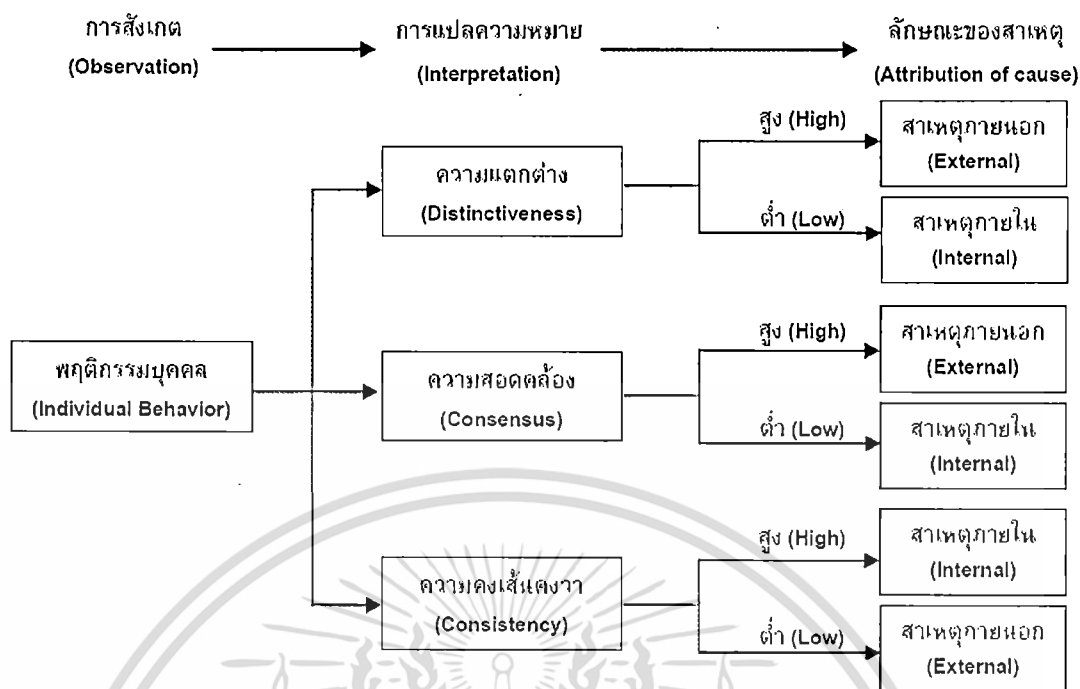 การสังเกต
(Observation)
การแปลความหมาย
(Interpretation)
ลักษณะของสาเหตุ
(Attribution of cause)
สูง (High)
สาเหตุภายนอก
(External)
ความแตกต่าง
(Distinctiveness)
ต่ำ (Low)
สาเหตุภายใน
(Internal)
สูง (High)
สาเหตุภายนอก
(External)
พฤติกรรมบุคคล
(Individual Behavior)
ความสอดคล้อง
(Consensus)
ต่ำ (Low)
สาเหตุภายใน
(Internal)
สูง (High)
สาเหตุภายใน
(Internal)
ความคงเส้นคงวา
(Consistency)
ต่ำ (Low)
สาเหตุภายนอก
(External)